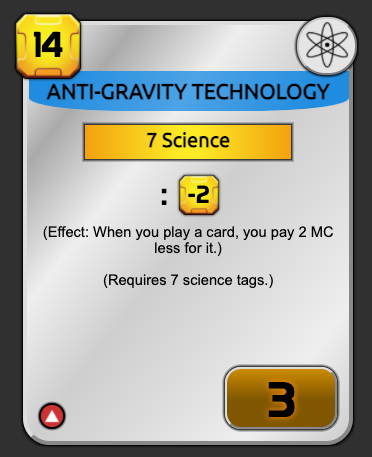 14
ANTI-GRAVITY TECHNOLOGY
7 Science
: -2
(Effect: When you play a card, you pay 2 MC
less for it.)
(Requires 7 science tags.)
3